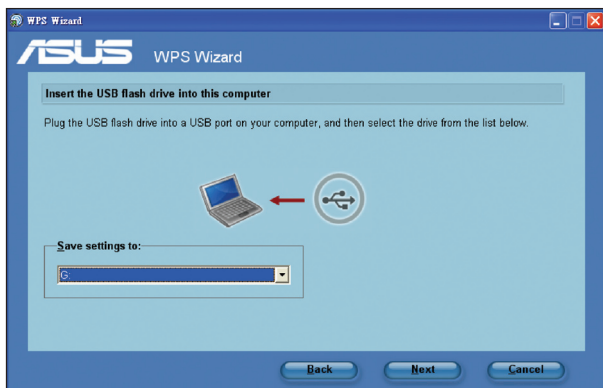 WPS Wizard
ASUS WPS Wizard
Insert the USB flash drive into this computer
Plug the USB flash drive into a USB port on your computer, and then select the drive from the list below.
Save settings to:
G:
Back Next Cancel